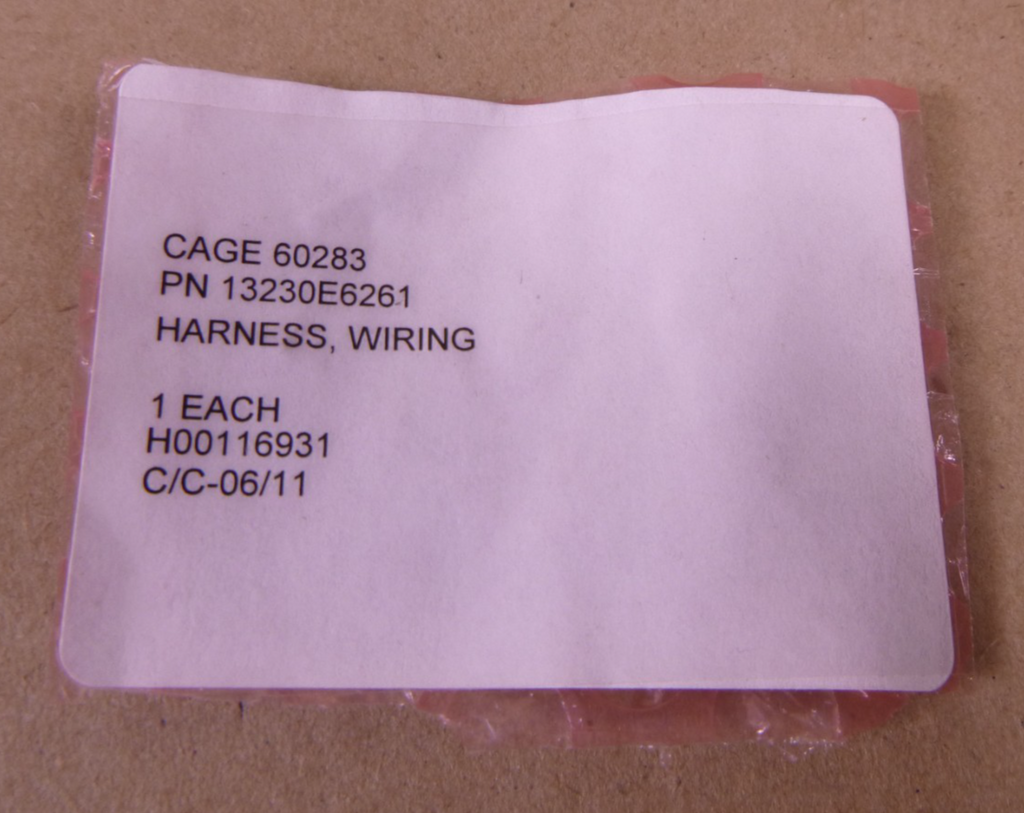 CAGE 60283
PN 13230E6261
HARNESS, WIRING
1 EACH
H00116931
C/C-06/11